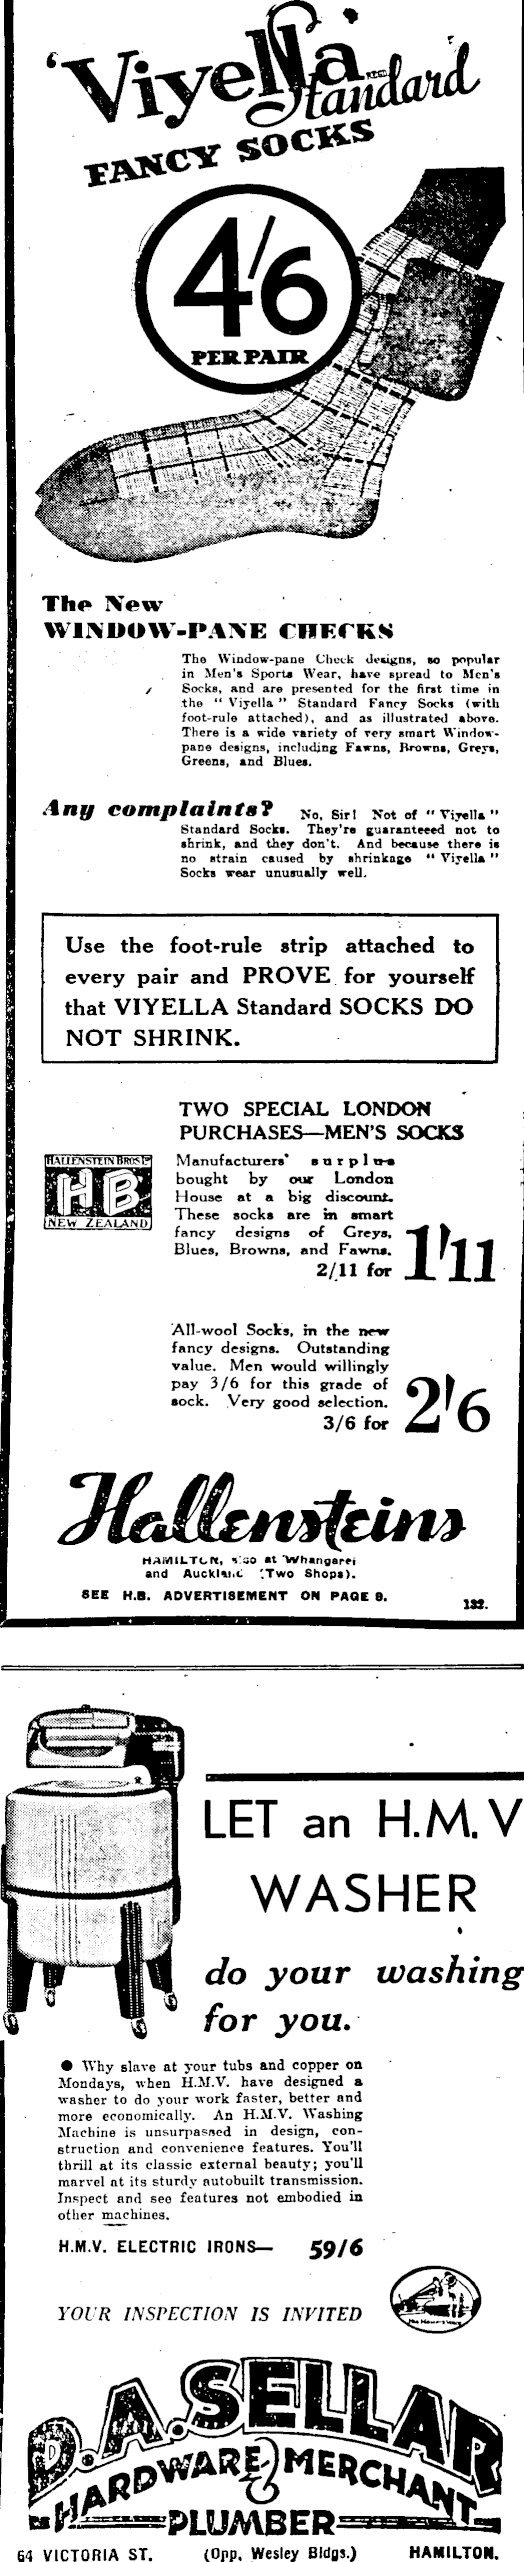 'Viyella'
REGD
Standard
FANCY SOCKS
4/6
PER PAIR
The New
WINDOW-PANE CHECKS
The Window-pane Check designs, so popular
in Men's Sports Wear, have spread to Men's
Socks, and are presented for the first time in
the "Viyella" Standard Fancy Socks (with
foot-rule attached), and as illustrated above.
There is a wide variety of very smart Window-
pane designs, including Fawns, Browns, Greys,
Greens, and Blues.
Any complaints? No, Sir! Not of "Viyella"
Standard Socks. They're guaranteeed not to
shrink, and they don't. And because there is
no strain caused by shrinkage "Viyella"
Socks wear unusually well.
Use the foot-rule strip attached to
every pair and PROVE for yourself
that VIYELLA Standard SOCKS DO
NOT SHRINK.
TWO SPECIAL LONDON
PURCHASES—MEN'S SOCKS
HALLENSTEIN BROS LTD
HB
NEW ZEALAND
Manufacturers' surplus
bought by our London
House at a big discount.
These socks are in smart
fancy designs of Greys,
Blues, Browns, and Fawns.
2/11 for 1'11
All-wool Socks, in the new
fancy designs. Outstanding
value. Men would willingly
pay 3/6 for this grade of
sock. Very good selection.
3/6 for 2'6
Hallensteins
HAMILTON, also at Whangarei
and Auckland (Two Shops).
SEE H.B. ADVERTISEMENT ON PAGE 8.
132.
LET an H.M.V
WASHER
do your washing
for you.
● Why slave at your tubs and copper on
Mondays, when H.M.V. have designed a
washer to do your work faster, better and
more economically. An H.M.V. Washing
Machine is unsurpassed in design, con-
struction and convenience features. You'll
thrill at its classic external beauty; you'll
marvel at its sturdy autobuilt transmission.
Inspect and see features not embodied in
other machines.
H.M.V. ELECTRIC IRONS— 59/6
YOUR INSPECTION IS INVITED
His Master's Voice
D.A. SELLAR
HARDWARE MERCHANT
&
PLUMBER
64 VICTORIA ST. (Opp. Wesley Bldgs.) HAMILTON.